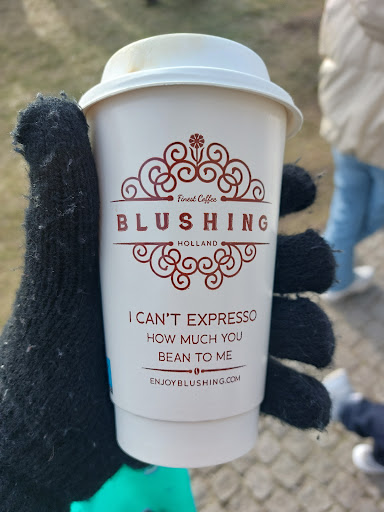 Finest Coffee
BLUSHING
HOLLAND
I CAN'T EXPRESSO
HOW MUCH YOU
BEAN TO ME
ENJOYBLUSHING.COM